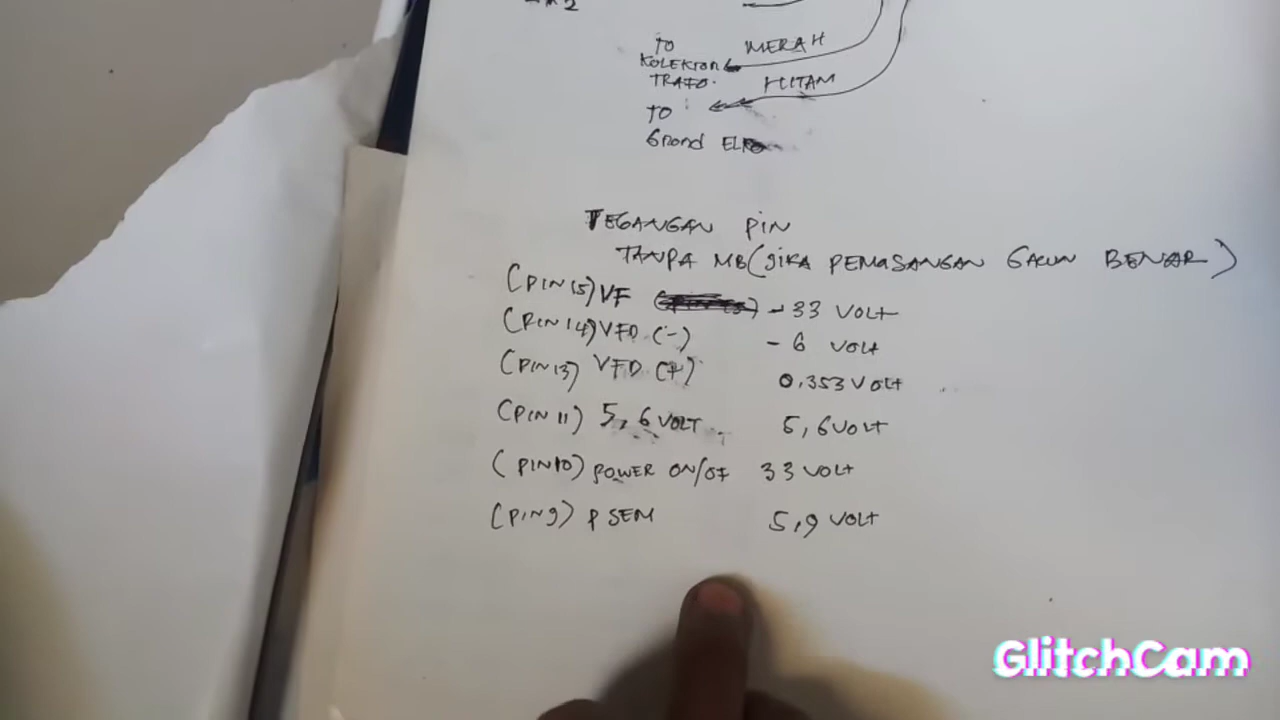 TO MERAH
KOLEKTOR
TRAFO.
HITAM
TO
Grond
TEGANGAN PIN
TANPA MB (JIKA PEMASANGAN GACUN BENAR)
(PIN 15) VF - 33 VOLT
(PIN 14) VFD (-) - 6 VOLT
(PIN 13) VFD (+) 0,353 VOLT
(PIN 11) 5,6 VOLT 5,6 VOLT
(PIN 10) POWER ON/OF 33 VOLT
(PIN 9) P SEM 5,9 VOLT
GlitchCam